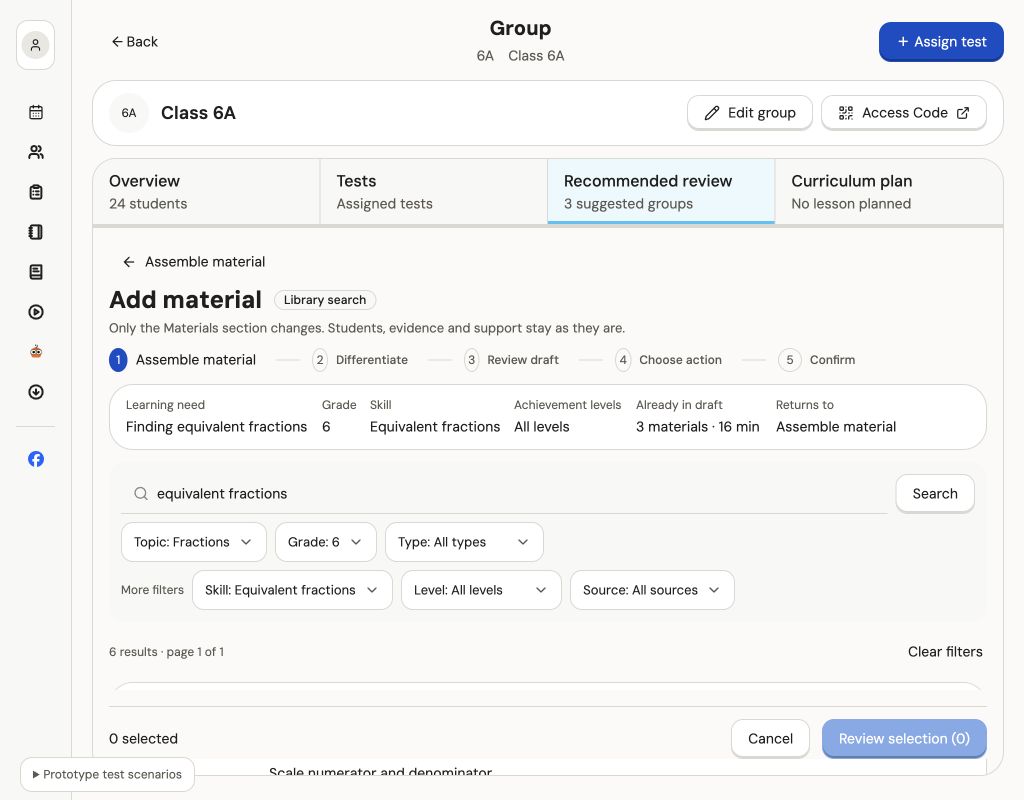 Back
Group
6A Class 6A
+ Assign test
6A
Class 6A
Edit group
Access Code
Overview
24 students
Tests
Assigned tests
Recommended review
3 suggested groups
Curriculum plan
No lesson planned
Assemble material
Add material
Library search
Only the Materials section changes. Students, evidence and support stay as they are.
1 Assemble material
2 Differentiate
3 Review draft
4 Choose action
5 Confirm
Learning need
Finding equivalent fractions
Grade
6
Skill
Equivalent fractions
Achievement levels
All levels
Already in draft
3 materials · 16 min
Returns to
Assemble material
equivalent fractions
Search
Topic: Fractions
Grade: 6
Type: All types
More filters
Skill: Equivalent fractions
Level: All levels
Source: All sources
6 results · page 1 of 1
Clear filters
0 selected
Cancel
Review selection (0)
Prototype test scenarios
Scale numerator and denominator